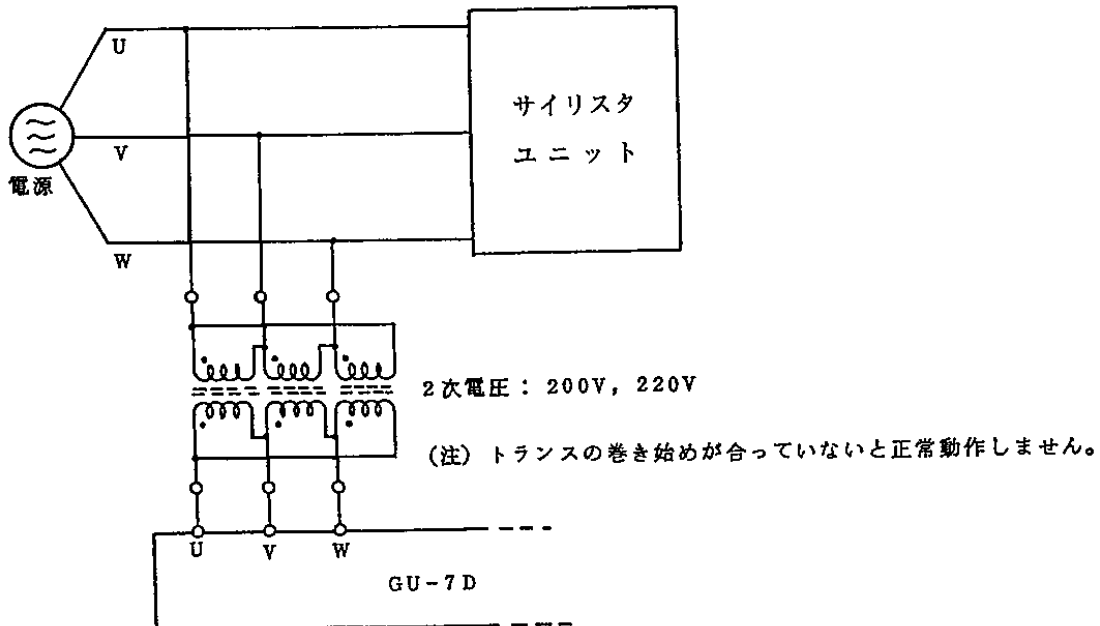 U
サイリスタ
ユニット
V
電源
W
2次電圧：200V，220V
(注) トランスの巻き始めが合っていないと正常動作しません。
U V W
GU-7D